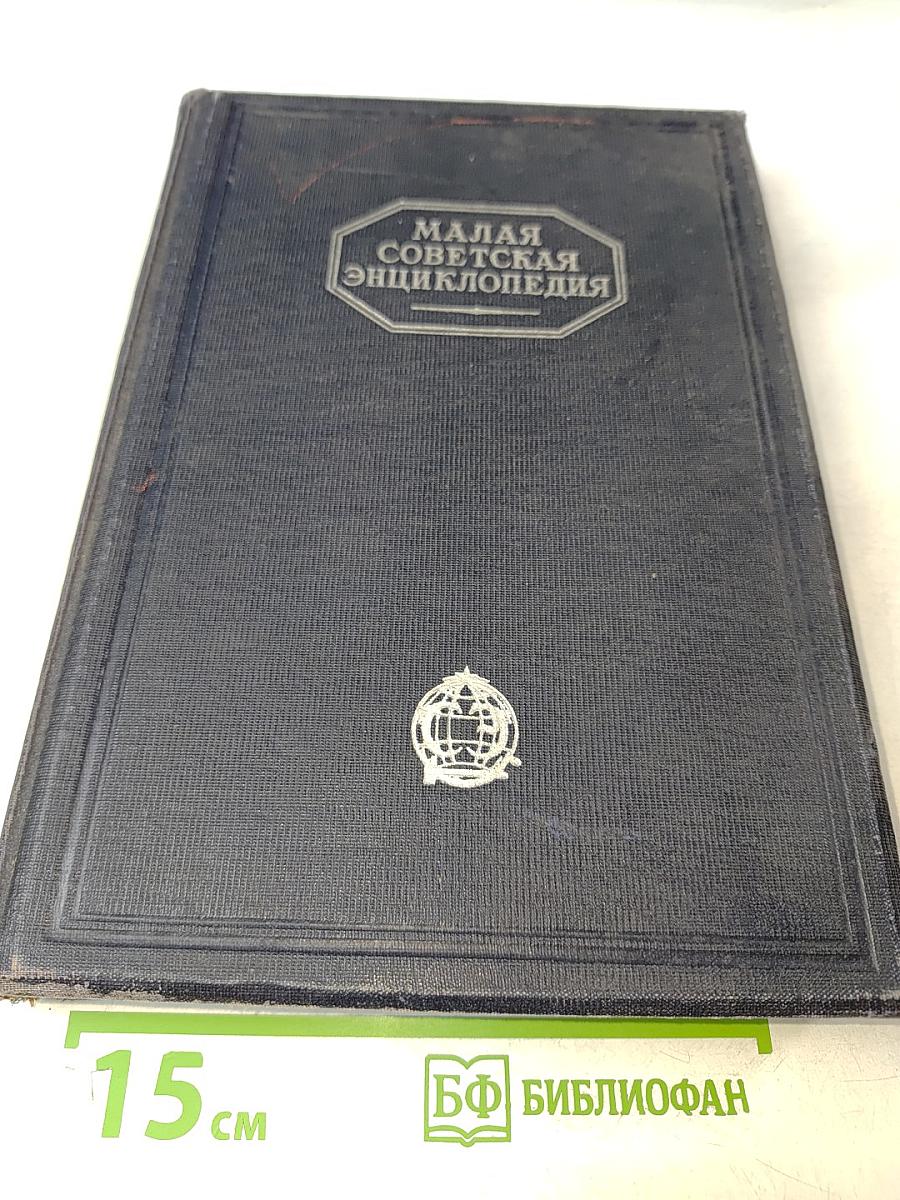 МАЛАЯ
СОВЕТСКАЯ
ЭНЦИКЛОПЕДИЯ
15 см
БФ БИБЛИОФАН